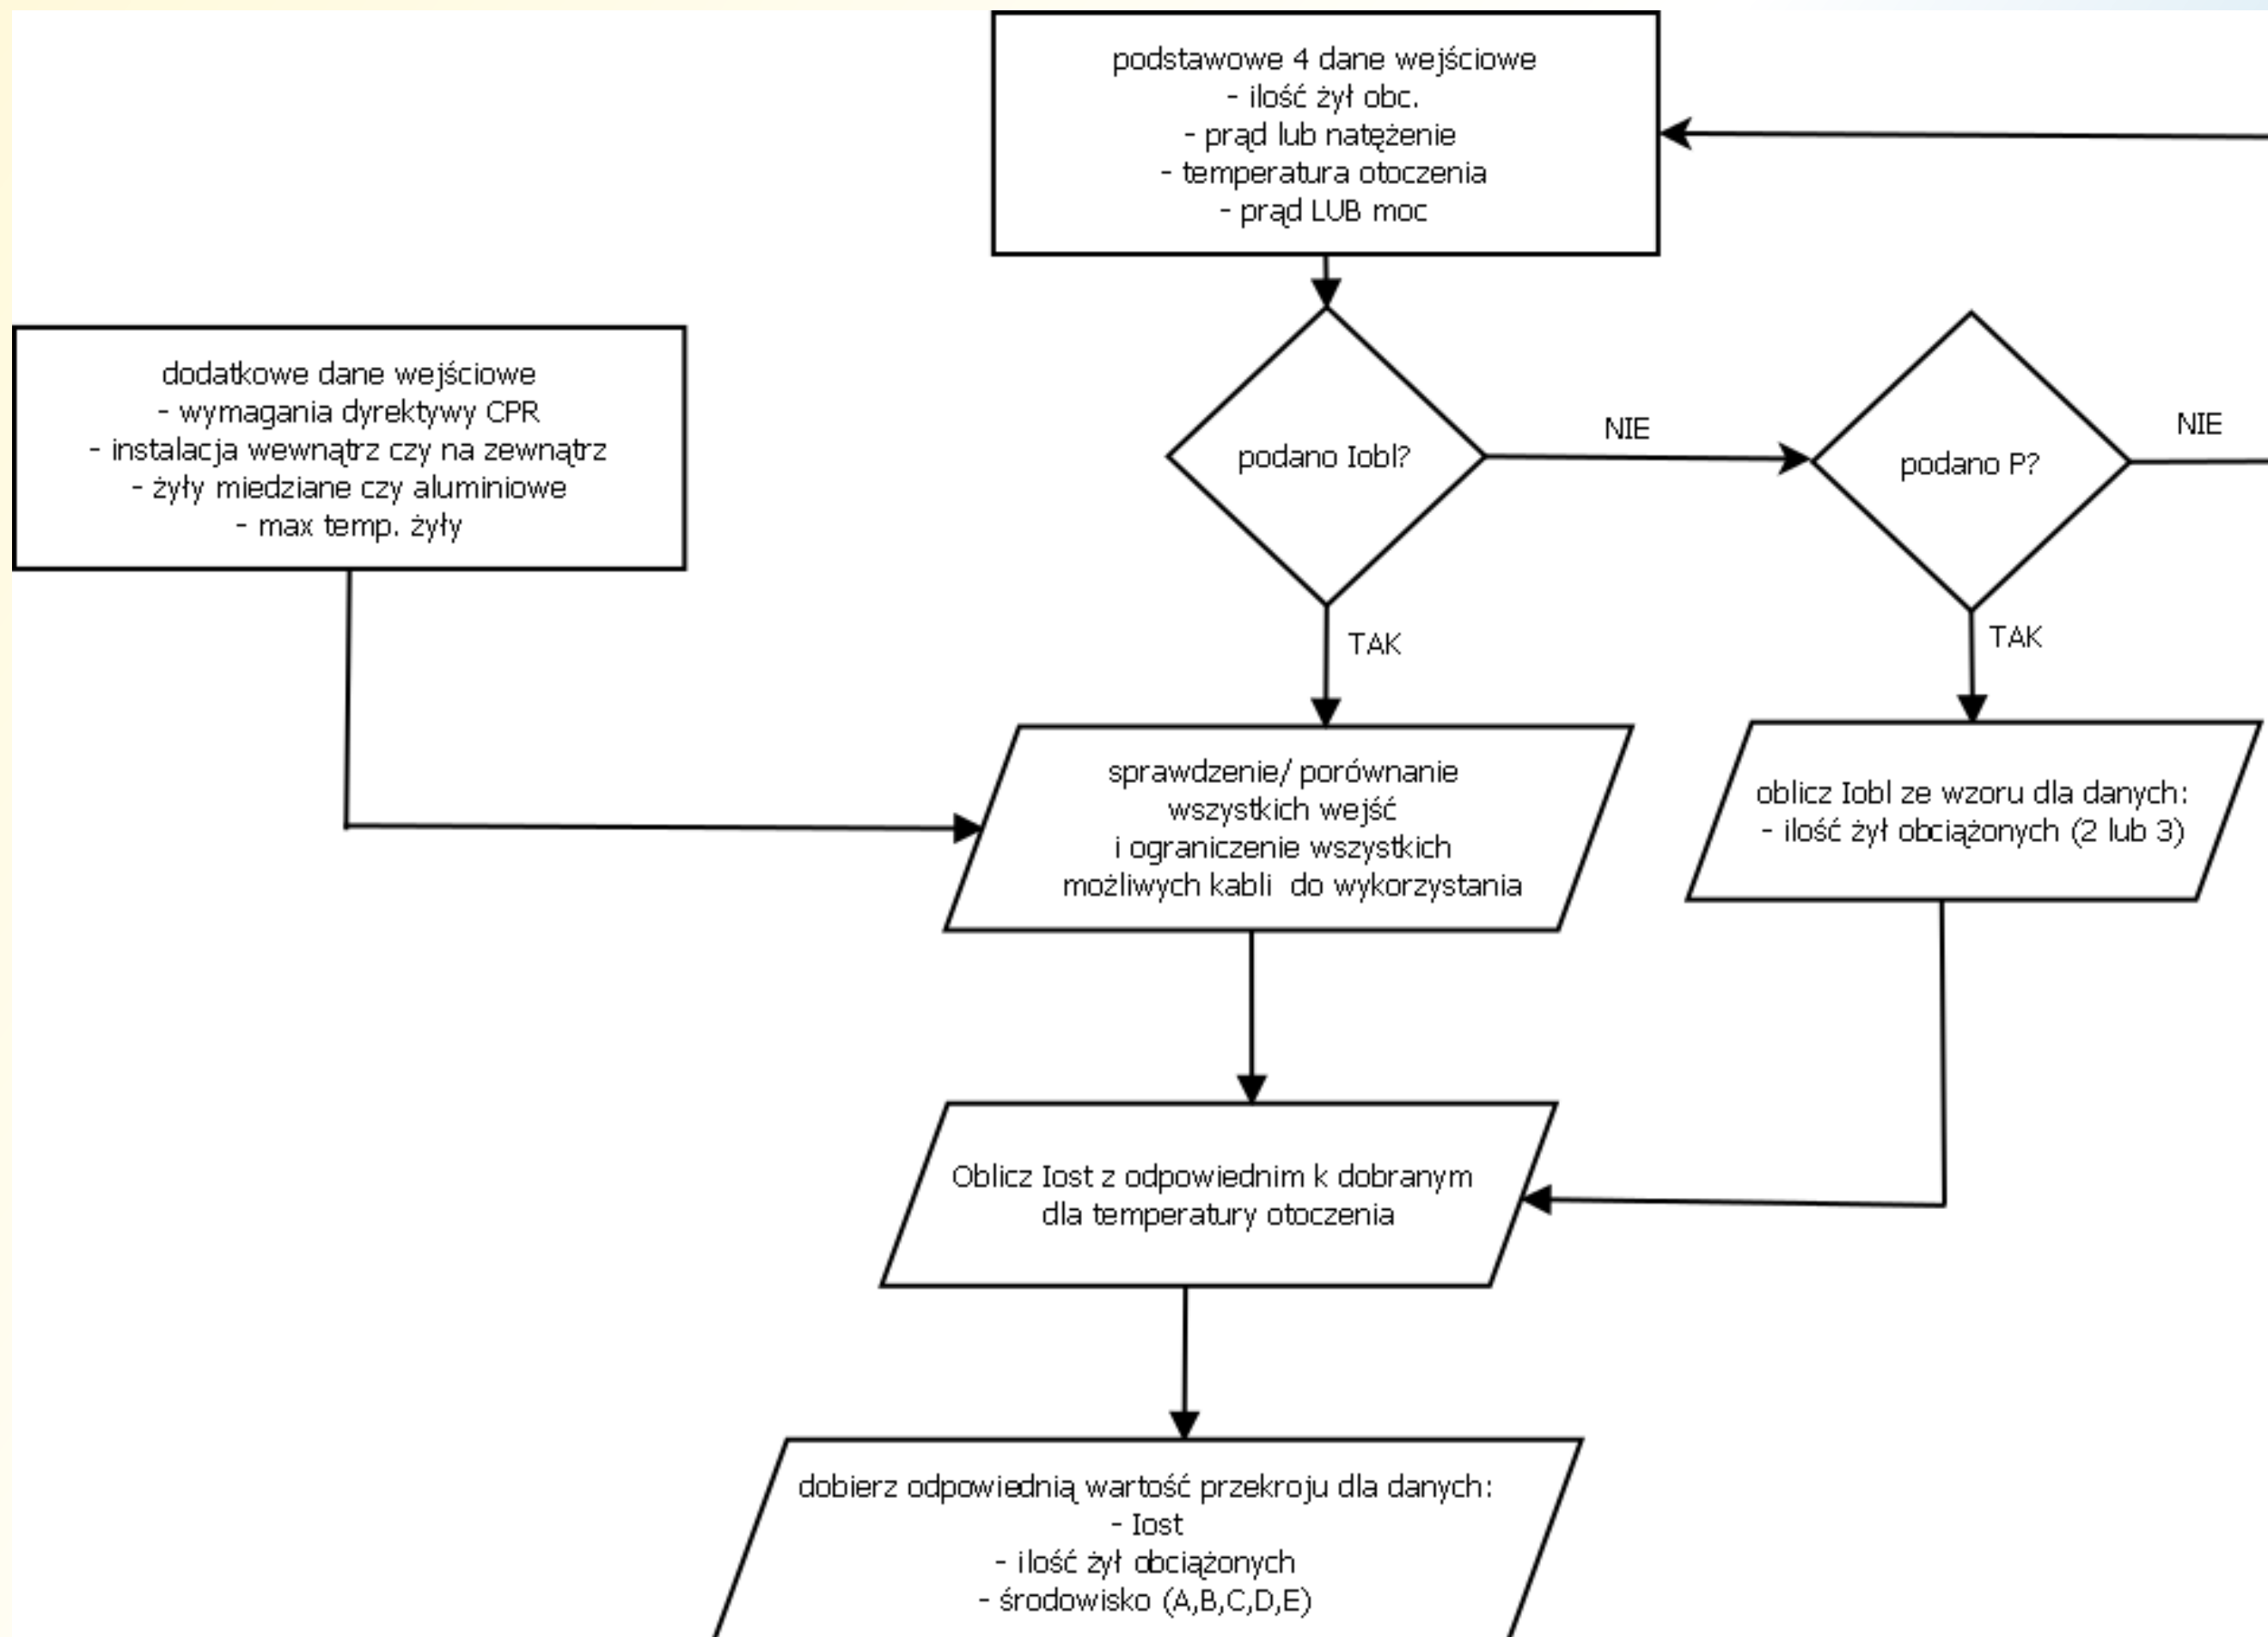 podstawowe 4 dane wejściowe
- ilość żył obc.
- prąd lub natężenie
- temperatura otoczenia
- prąd LUB moc
dodatkowe dane wejściowe
- wymagania dyrektywy CPR
- instalacja wewnątrz czy na zewnątrz
- żyły miedziane czy aluminiowe
- max temp. żyły
podano Iobl?
NIE
podano P?
NIE
TAK
TAK
sprawdzenie/ porównanie
wszystkich wejść
i ograniczenie wszystkich
możliwych kabli do wykorzystania
oblicz Iobl ze wzoru dla danych:
- ilość żył obciążonych (2 lub 3)
Oblicz Iost z odpowiednim k dobranym
dla temperatury otoczenia
dobierz odpowiednią wartość przekroju dla danych:
- Iost
- ilość żył obciążonych
- środowisko (A,B,C,D,E)